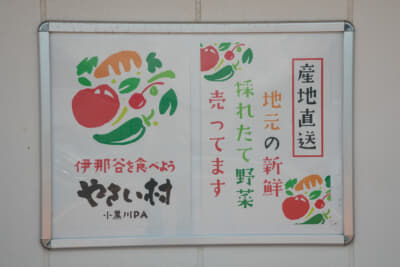 伊那谷を食べよう
やさい村
小黒川PA
産地直送
地元の新鮮
採れたて野菜
売ってます